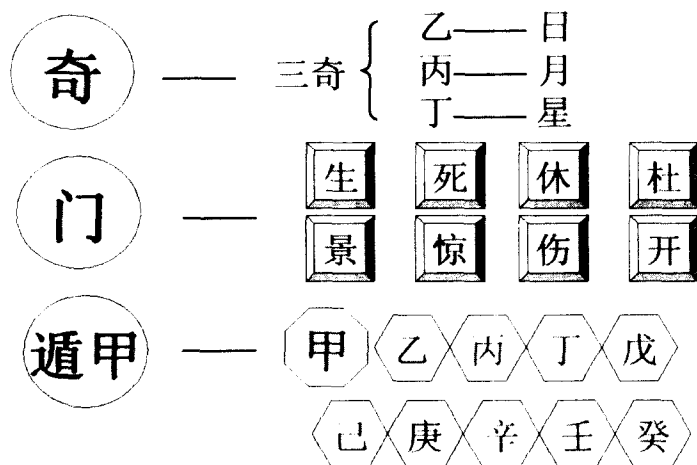 奇 — 三奇
乙——日
丙——月
丁——星
门 — 生 死 休 杜
景 惊 伤 开
遁甲 — 甲 乙 丙 丁 戊
己 庚 辛 壬 癸